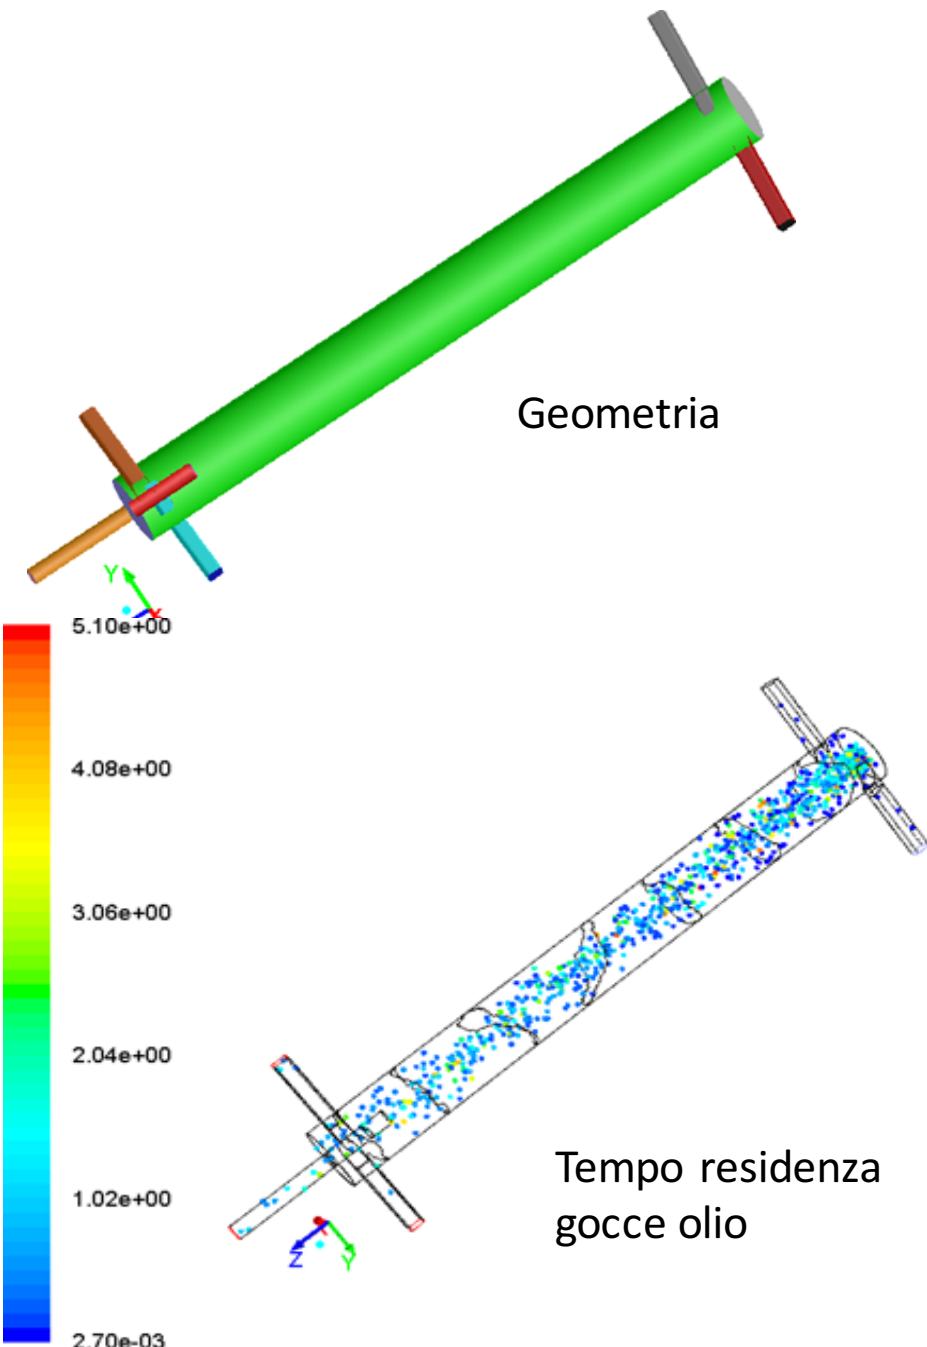 Geometria
Y
X
5.10e+00
4.08e+00
3.06e+00
2.04e+00
1.02e+00
2.70e-03
Tempo residenza
gocce olio
Z
Y